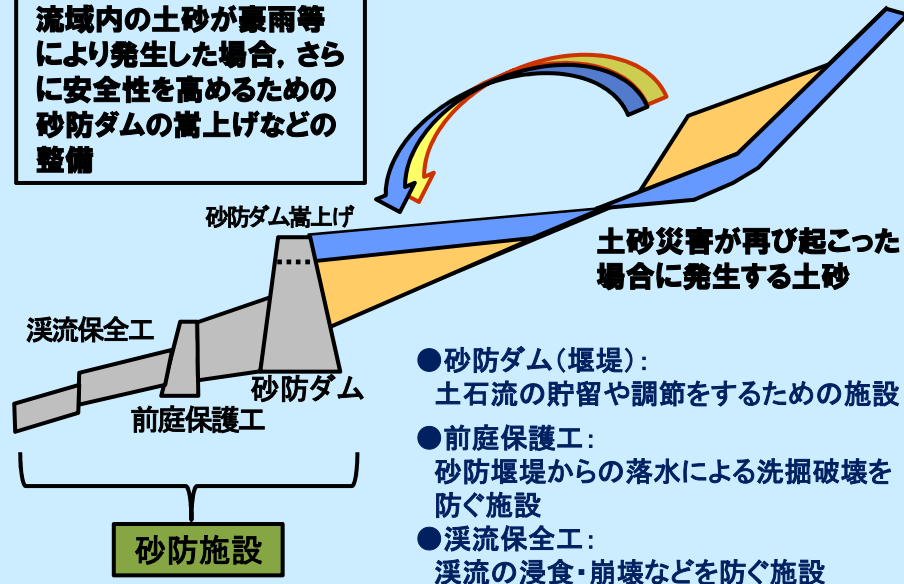 流域内の土砂が豪雨等
により発生した場合，さら
に安全性を高めるための
砂防ダムの嵩上げなどの
整備
砂防ダム嵩上げ
土砂災害が再び起こった
場合に発生する土砂
渓流保全工
砂防ダム
前庭保護工
砂防施設
●砂防ダム（堰堤）：
土石流の貯留や調節をするための施設
●前庭保護工：
砂防堰堤からの落水による洗掘破壊を
防ぐ施設
●渓流保全工：
渓流の浸食・崩壊などを防ぐ施設